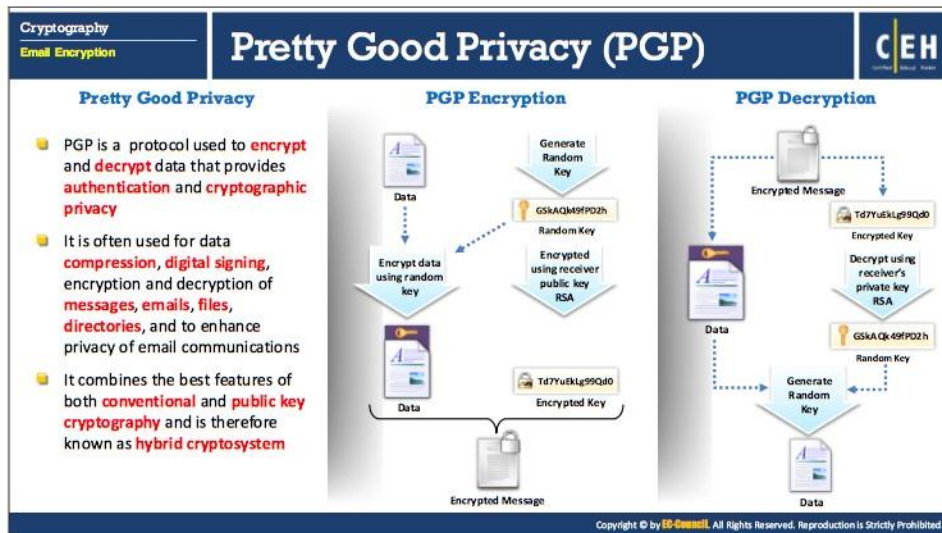 Cryptography
Email Encryption
Pretty Good Privacy (PGP)
C|EH
Pretty Good Privacy
PGP is a protocol used to encrypt
and decrypt data that provides
authentication and cryptographic
privacy
It is often used for data
compression, digital signing,
encryption and decryption of
messages, emails, files,
directories, and to enhance
privacy of email communications
It combines the best features of
both conventional and public key
cryptography and is therefore
known as hybrid cryptosystem
PGP Encryption
Data
Generate
Random
Key
GSkAQk49fPD2h
Random Key
Encrypt data
using random
key
Encrypted
using receiver
public key
RSA
Data
Td7YuEkLg99Qd0
Encrypted Key
Encrypted Message
PGP Decryption
Encrypted Message
Td7YuEkLg99Qd0
Encrypted Key
Data
Decrypt using
receiver's
private key
RSA
GSkAQk49fPD2h
Random Key
Generate
Random
Key
Data
Copyright © by EC-Council. All Rights Reserved. Reproduction is Strictly Prohibited.